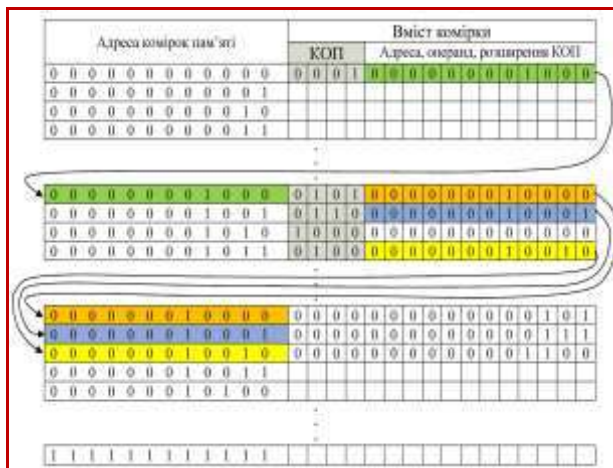 Вміст комірки
Адреса комірок пам'яті
КОП Адреса, операнд, розширення КОП
0 0 0 0 0 0 0 0 0 0 0 0 0 0 0 1 0 0 0 0 0 0 0 0 1 0 0 0
0 0 0 0 0 0 0 0 0 0 0 1
0 0 0 0 0 0 0 0 0 0 1 0
0 0 0 0 0 0 0 0 0 0 1 1
0 0 0 0 0 0 0 0 1 0 0 0 0 1 0 1 0 0 0 0 0 0 0 1 0 0 0 0
0 0 0 0 0 0 0 0 1 0 0 1 0 1 1 0 0 0 0 0 0 0 0 1 0 0 0 1
0 0 0 0 0 0 0 0 1 0 1 0 1 0 0 0
0 0 0 0 0 0 0 0 1 0 1 1 0 1 0 0 0 0 0 0 0 0 0 1 0 0 1 0
0 0 0 0 0 0 0 1 0 0 0 0 0 0 0 0 0 0 0 0 0 0 0 0 0 1 0 1
0 0 0 0 0 0 0 1 0 0 0 1 0 0 0 0 0 0 0 0 0 0 0 0 0 1 1 1
0 0 0 0 0 0 0 1 0 0 1 0 0 0 0 0 0 0 0 0 0 0 0 0 1 1 0 0
0 0 0 0 0 0 0 1 0 0 1 1
0 0 0 0 0 0 0 1 0 1 0 0
1 1 1 1 1 1 1 1 1 1 1 1